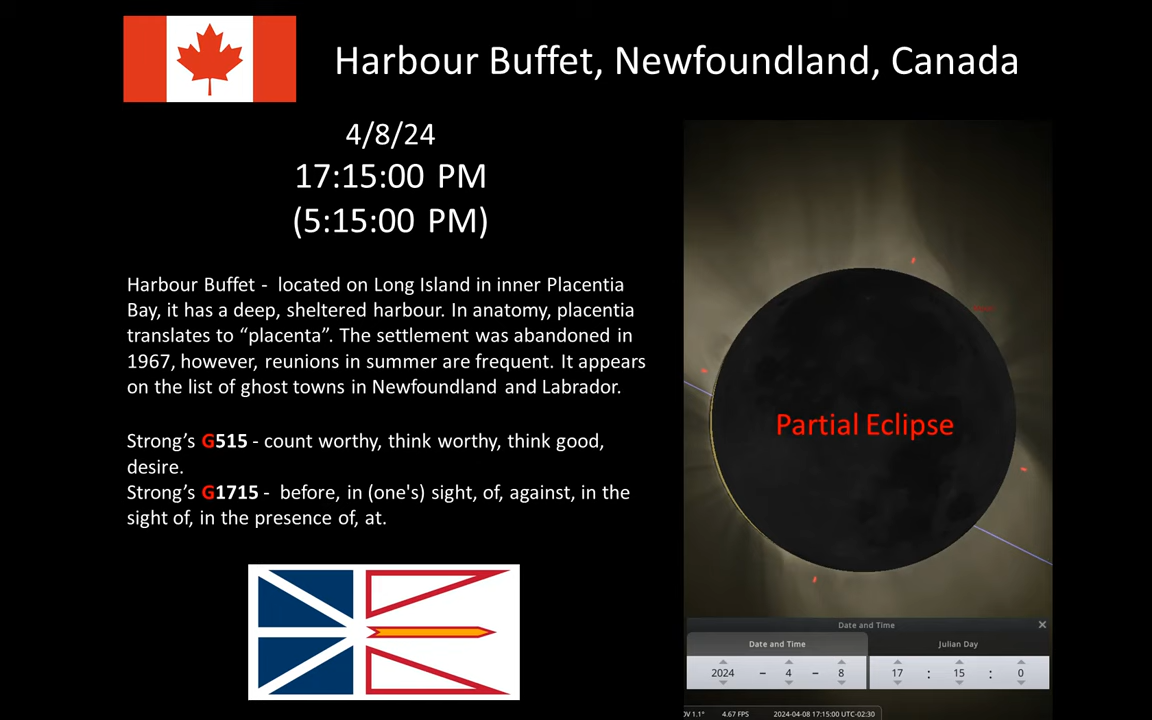 Harbour Buffet, Newfoundland, Canada
4/8/24
17:15:00 PM
(5:15:00 PM)
Harbour Buffet -  located on Long Island in inner Placentia
Bay, it has a deep, sheltered harbour. In anatomy, placentia
translates to “placenta”. The settlement was abandoned in
1967, however, reunions in summer are frequent. It appears
on the list of ghost towns in Newfoundland and Labrador.
Strong’s G515 - count worthy, think worthy, think good,
desire.
Strong’s G1715 -  before, in (one's) sight, of, against, in the
sight of, in the presence of, at.
Partial Eclipse
Date and Time
Date and Time
Julian Day
2024 - 4 - 8 17 : 15 : 0
OV 1.1° 4.67 FPS 2024-04-08 17:15:00 UTC-02:30